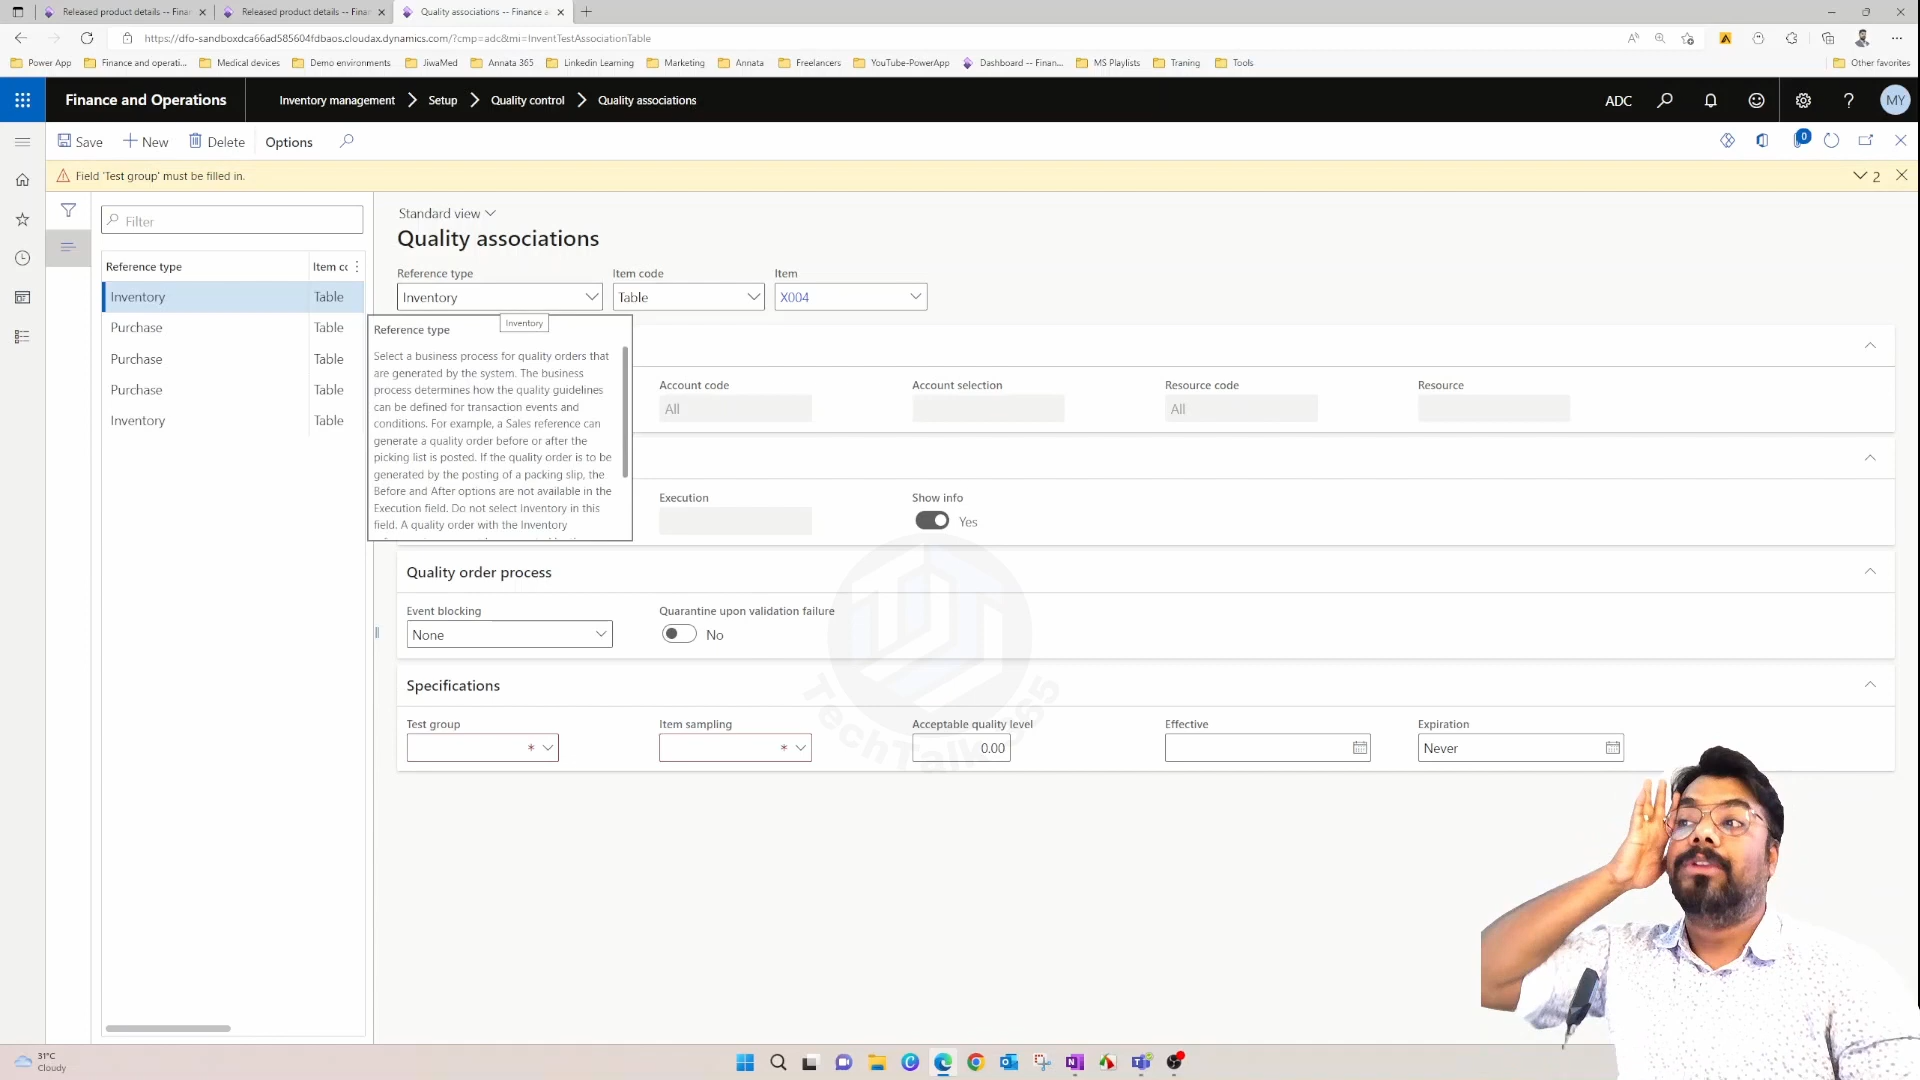 Released product details -- Finan
Released product details -- Finan
Quality associations -- Finance a
https://dfo-sandboxdca66ad585604fdbaos.cloudax.dynamics.com/?cmp=adc&mi=InventTestAssociationTable
Power App
Finance and operati...
Medical devices
Demo environments
JiwaMed
Annata 365
Linkedin Learning
Marketing
Annata
Freelancers
YouTube-PowerApp
Dashboard -- Finan...
MS Playlists
Traning
Tools
Other favorites
Finance and Operations
Inventory management
Setup
Quality control
Quality associations
ADC
MY
Save
New
Delete
Options
0
Field 'Test group' must be filled in.
2
Filter
Reference type
Item co
Inventory Table
Purchase Table
Purchase Table
Purchase Table
Inventory Table
Standard view
Quality associations
Reference type
Item code
Item
Inventory
Table
X004
Inventory
Reference type
Select a business process for quality orders that
are generated by the system. The business
process determines how the quality guidelines
can be defined for transaction events and
conditions. For example, a Sales reference can
generate a quality order before or after the
picking list is posted. If the quality order is to be
generated by the posting of a packing slip, the
Before and After options are not available in the
Execution field. Do not select Inventory in this
field. A quality order with the Inventory
Account code
Account selection
Resource code
Resource
All
All
Execution
Show info
Yes
Quality order process
Event blocking
Quarantine upon validation failure
None
No
Specifications
Test group
Item sampling
Acceptable quality level
Effective
Expiration
*
*
0.00
Never
TechTalk365
31°C
Cloudy